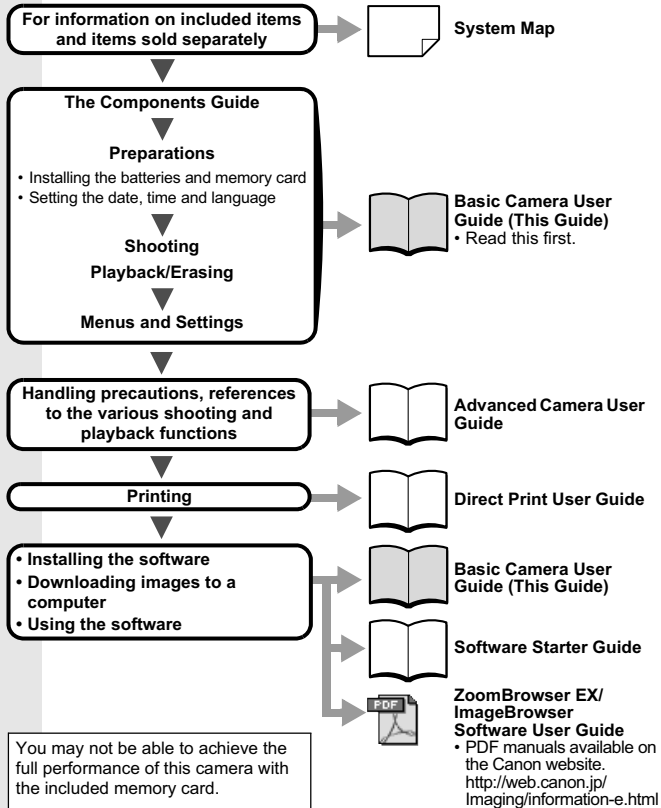 For information on included items
and items sold separately
System Map
The Components Guide
Preparations
• Installing the batteries and memory card
• Setting the date, time and language
Shooting
Playback/Erasing
Menus and Settings
Basic Camera User
Guide (This Guide)
• Read this first.
Handling precautions, references
to the various shooting and
playback functions
Advanced Camera User
Guide
Printing
Direct Print User Guide
• Installing the software
• Downloading images to a
computer
• Using the software
Basic Camera User
Guide (This Guide)
Software Starter Guide
PDF
ZoomBrowser EX/
ImageBrowser
Software User Guide
• PDF manuals available on
the Canon website.
http://web.canon.jp/
Imaging/information-e.html
You may not be able to achieve the
full performance of this camera with
the included memory card.